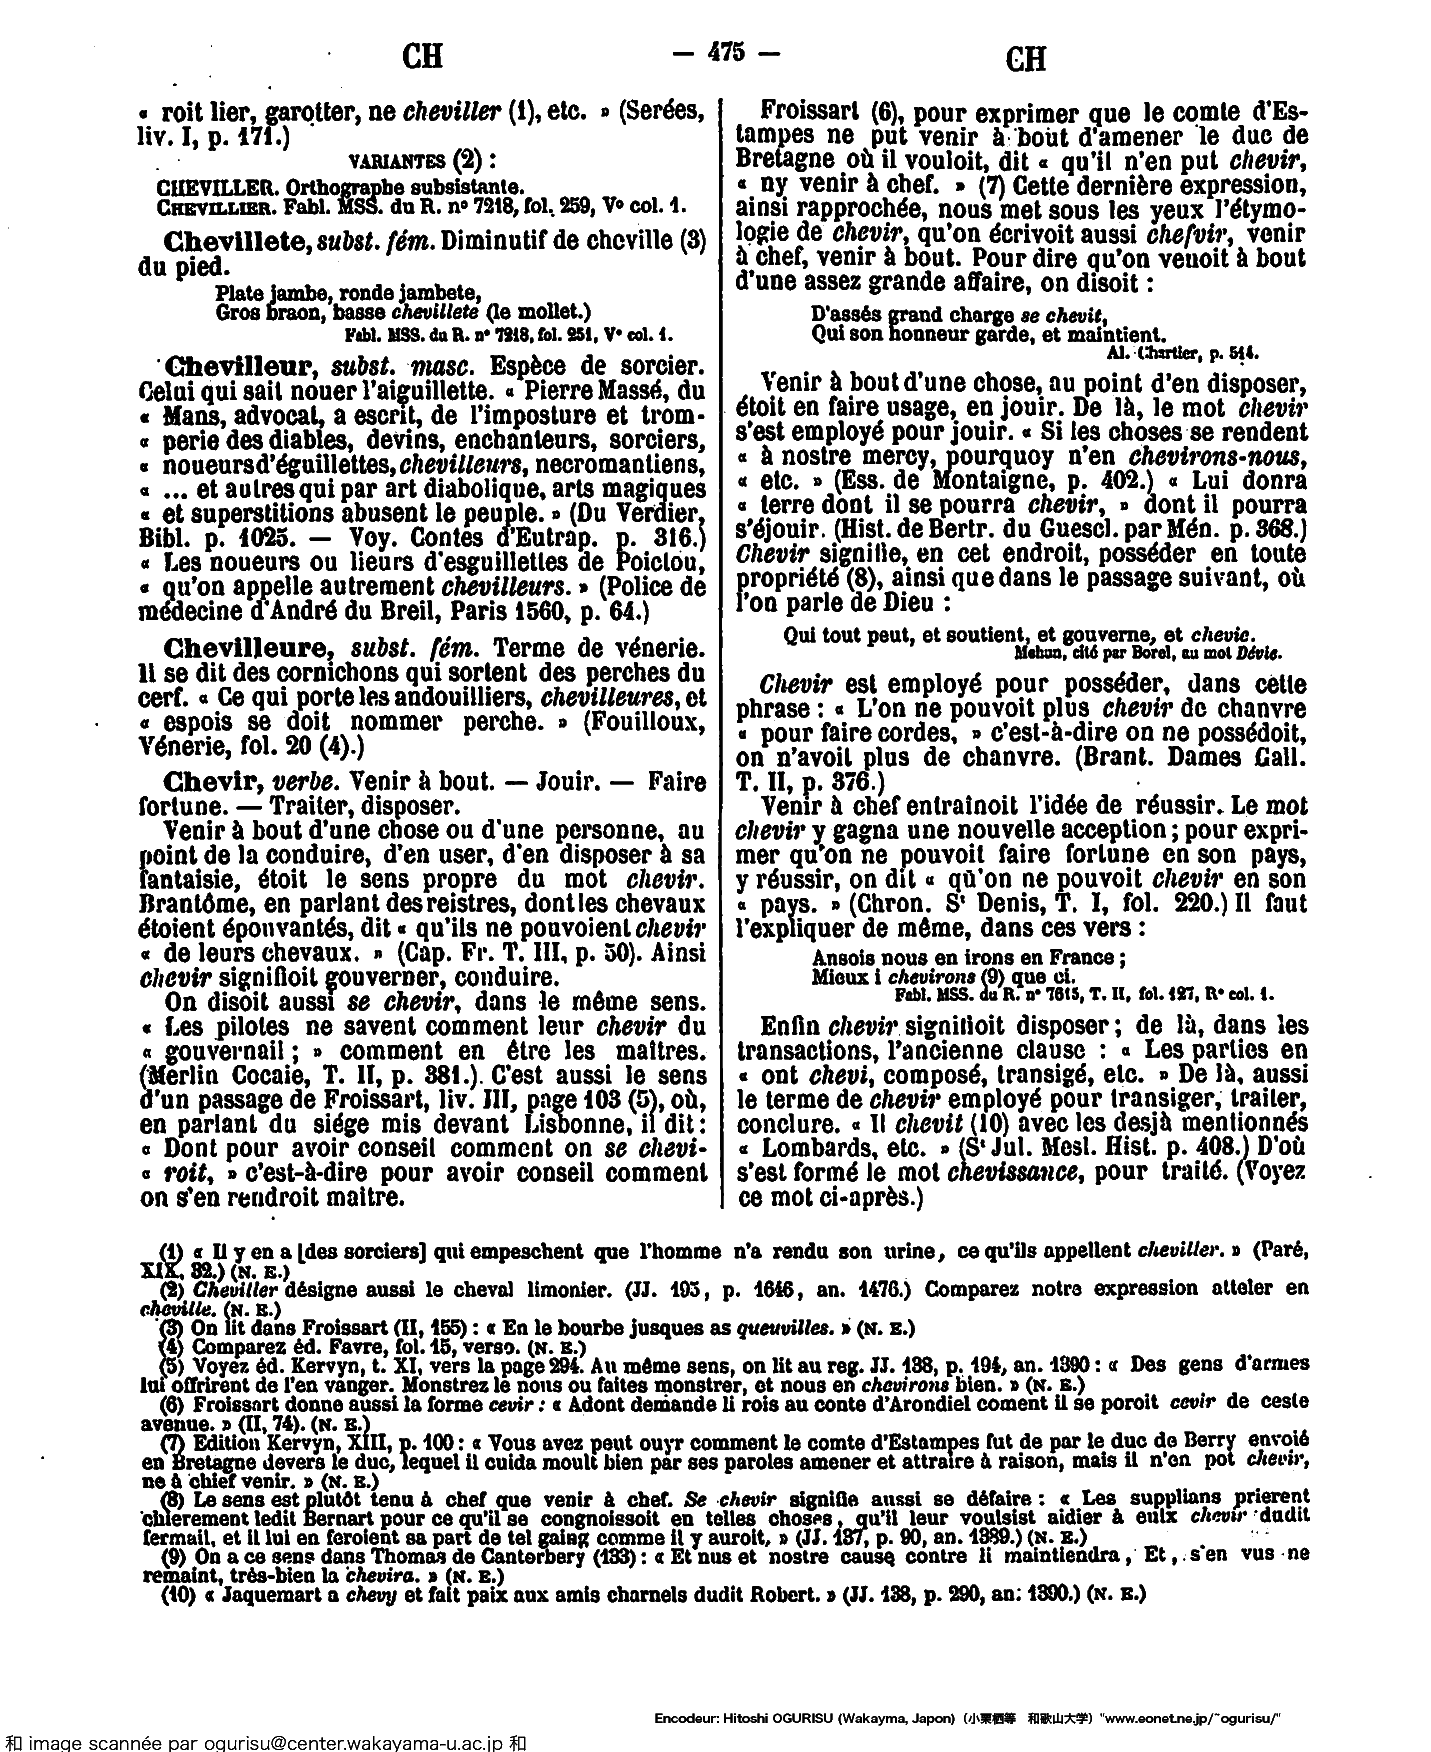 CH
— 475 —
CH
« roit lier, garotter, ne cheviller (1), etc. » (Serées,
liv. I, p. 171.)
VARIANTES (2) :
CHEVILLER. Orthographe subsistante.
CHEVILLIER. Fabl. MSS. du R. nº 7218, fol. 259, Vº col. 1.
Chevillete, subst. fém. Diminutif de cheville (3)
du pied.
Plate jambe, ronde jambete,
Gros braon, basse chevillete (le mollet.)
Fabl. MSS. du R. nº 7218, fol. 251, Vº col. 1.
Chevilleur, subst. masc. Espèce de sorcier.
Celui qui sait nouer l'aiguillette. « Pierre Massé, du
« Mans, advocat, a escrit, de l'imposture et trom-
« perie des diables, devins, enchanteurs, sorciers,
« noueurs d'éguillettes, chevilleurs, necromantiens,
« ... et autres qui par art diabolique, arts magiques
« et superstitions abusent le peuple. » (Du Verdier,
Bibl. p. 1025. — Voy. Contes d'Eutrap. p. 316.)
« Les noueurs ou lieurs d'esguillettes de Poictou,
« qu'on appelle autrement chevilleurs. » (Police de
médecine d'André du Breil, Paris 1560, p. 64.)
Chevilleure, subst. fém. Terme de vénerie.
Il se dit des cornichons qui sortent des perches du
cerf. « Ce qui porte les andouilliers, chevilleures, et
« espois se doit nommer perche. » (Fouilloux,
Vénerie, fol. 20 (4).)
Chevir, verbe. Venir à bout. — Jouir. — Faire
fortune. — Traiter, disposer.
Venir à bout d'une chose ou d'une personne, au
point de la conduire, d'en user, d'en disposer à sa
fantaisie, étoit le sens propre du mot chevir.
Brantôme, en parlant des reistres, dont les chevaux
étoient épouvantés, dit « qu'ils ne pouvoient chevir
« de leurs chevaux. » (Cap. Fr. T. III, p. 50). Ainsi
chevir signifioit gouverner, conduire.
On disoit aussi se chevir, dans le même sens.
« Les pilotes ne savent comment leur chevir du
« gouvernail ; » comment en être les maîtres.
(Merlin Cocaie, T. II, p. 381.). C'est aussi le sens
d'un passage de Froissart, liv. III, page 103 (5), où,
en parlant du siége mis devant Lisbonne, il dit :
« Dont pour avoir conseil comment on se chevi-
« roit, » c'est-à-dire pour avoir conseil comment
on s'en rendroit maître.
Froissart (6), pour exprimer que le comte d'Es-
tampes ne put venir à bout d'amener le duc de
Bretagne où il vouloit, dit « qu'il n'en put chevir,
« ny venir à chef. » (7) Cette dernière expression,
ainsi rapprochée, nous met sous les yeux l'étymo-
logie de chevir, qu'on écrivoit aussi chefvir, venir
à chef, venir à bout. Pour dire qu'on venoit à bout
d'une assez grande affaire, on disoit :
D'assés grand charge se chevit,
Qui son honneur garde, et maintient.
Al. Chartier, p. 544.
Venir à bout d'une chose, au point d'en disposer,
étoit en faire usage, en jouir. De là, le mot chevir
s'est employé pour jouir. « Si les choses se rendent
« à nostre mercy, pourquoy n'en chevirons-nous,
« etc. » (Ess. de Montaigne, p. 402.) « Lui donra
« terre dont il se pourra chevir, » dont il pourra
s'éjouir. (Hist. de Bertr. du Guescl. par Mén. p. 368.)
Chevir signifie, en cet endroit, posséder en toute
propriété (8), ainsi que dans le passage suivant, où
l'on parle de Dieu :
Qui tout peut, et soutient, et gouverne, et chevie.
Mehun, cité par Borel, au mot Dévie.
Chevir est employé pour posséder, dans cette
phrase : « L'on ne pouvoit plus chevir de chanvre
« pour faire cordes, » c'est-à-dire on ne possédoit,
on n'avoit plus de chanvre. (Brant. Dames Gall.
T. II, p. 376.)
Venir à chef entraînoit l'idée de réussir. Le mot
chevir y gagna une nouvelle acception ; pour expri-
mer qu'on ne pouvoit faire fortune en son pays,
y réussir, on dit « qu'on ne pouvoit chevir en son
« pays. » (Chron. St Denis, T. I, fol. 220.) Il faut
l'expliquer de même, dans ces vers :
Ansois nous en irons en France ;
Mieux i chevirons (9) que ci.
Fabl. MSS. du R. nº 7615, T. II, fol. 127, Rº col. 1.
Enfin chevir signifioit disposer ; de là, dans les
transactions, l'ancienne clause : « Les parties en
« ont chevi, composé, transigé, etc. » De là, aussi
le terme de chevir employé pour transiger, traiter,
conclure. « Il chevit (10) avec les desjà mentionnés
« Lombards, etc. » (St Jul. Mesl. Hist. p. 408.) D'où
s'est formé le mot chevissance, pour traité. (Voyez
ce mot ci-après.)
(1) « Il y en a [des sorciers] qui empeschent que l'homme n'a rendu son urine, ce qu'ils appellent cheviller. » (Paré,
XIX, 32.) (N. E.)
(2) Cheviller désigne aussi le cheval limonier. (JJ. 195, p. 1646, an. 1476.) Comparez notre expression atteler en
cheville. (N. E.)
(3) On lit dans Froissart (II, 155) : « En le bourbe jusques as queuvilles. » (N. E.)
(4) Comparez éd. Favre, fol. 15, verso. (N. E.)
(5) Voyez éd. Kervyn, t. XI, vers la page 294. Au même sens, on lit au reg. JJ. 138, p. 194, an. 1390 : « Des gens d'armes
lui offrirent de l'en vanger. Monstrez le nous ou faites monstrer, et nous en chevirons bien. » (N. E.)
(6) Froissart donne aussi la forme cevir : « Adont demande li rois au conte d'Arondiel coment il se poroit cevir de ceste
avenue. » (II, 74). (N. E.)
(7) Edition Kervyn, XIII, p. 100 : « Vous avez peut ouyr comment le comte d'Estampes fut de par le duc de Berry envoié
en Bretagne devers le duc, lequel il cuida moult bien par ses paroles amener et attraire à raison, mais il n'en pot chevir,
ne à chief venir. » (N. E.)
(8) Le sens est plutôt tenu à chef que venir à chef. Se chevir signifie aussi se défaire : « Les supplians prierent
chierement ledit Bernart pour ce qu'il se congnoissoit en telles choses, qu'il leur voulsist aidier à eulx chevir dudit
fermail, et il lui en feroient sa part de tel gaing comme il y auroit, » (JJ. 137, p. 90, an. 1389.) (N. E.)
(9) On a ce sens dans Thomas de Canterbery (133) : « Et nus et nostre cause contre li maintiendra, Et, s'en vus ne
remaint, très-bien la chevira. » (N. E.)
(10) « Jaquemart a chevy et fait paix aux amis charnels dudit Robert. » (JJ. 138, p. 290, an. 1390.) (N. E.)
Encodeur: Hitoshi OGURISU (Wakayma, Japon) (小栗栖等 和歌山大学) "www.eonet.ne.jp/~ogurisu/"
和 image scannée par ogurisu@center.wakayama-u.ac.jp 和